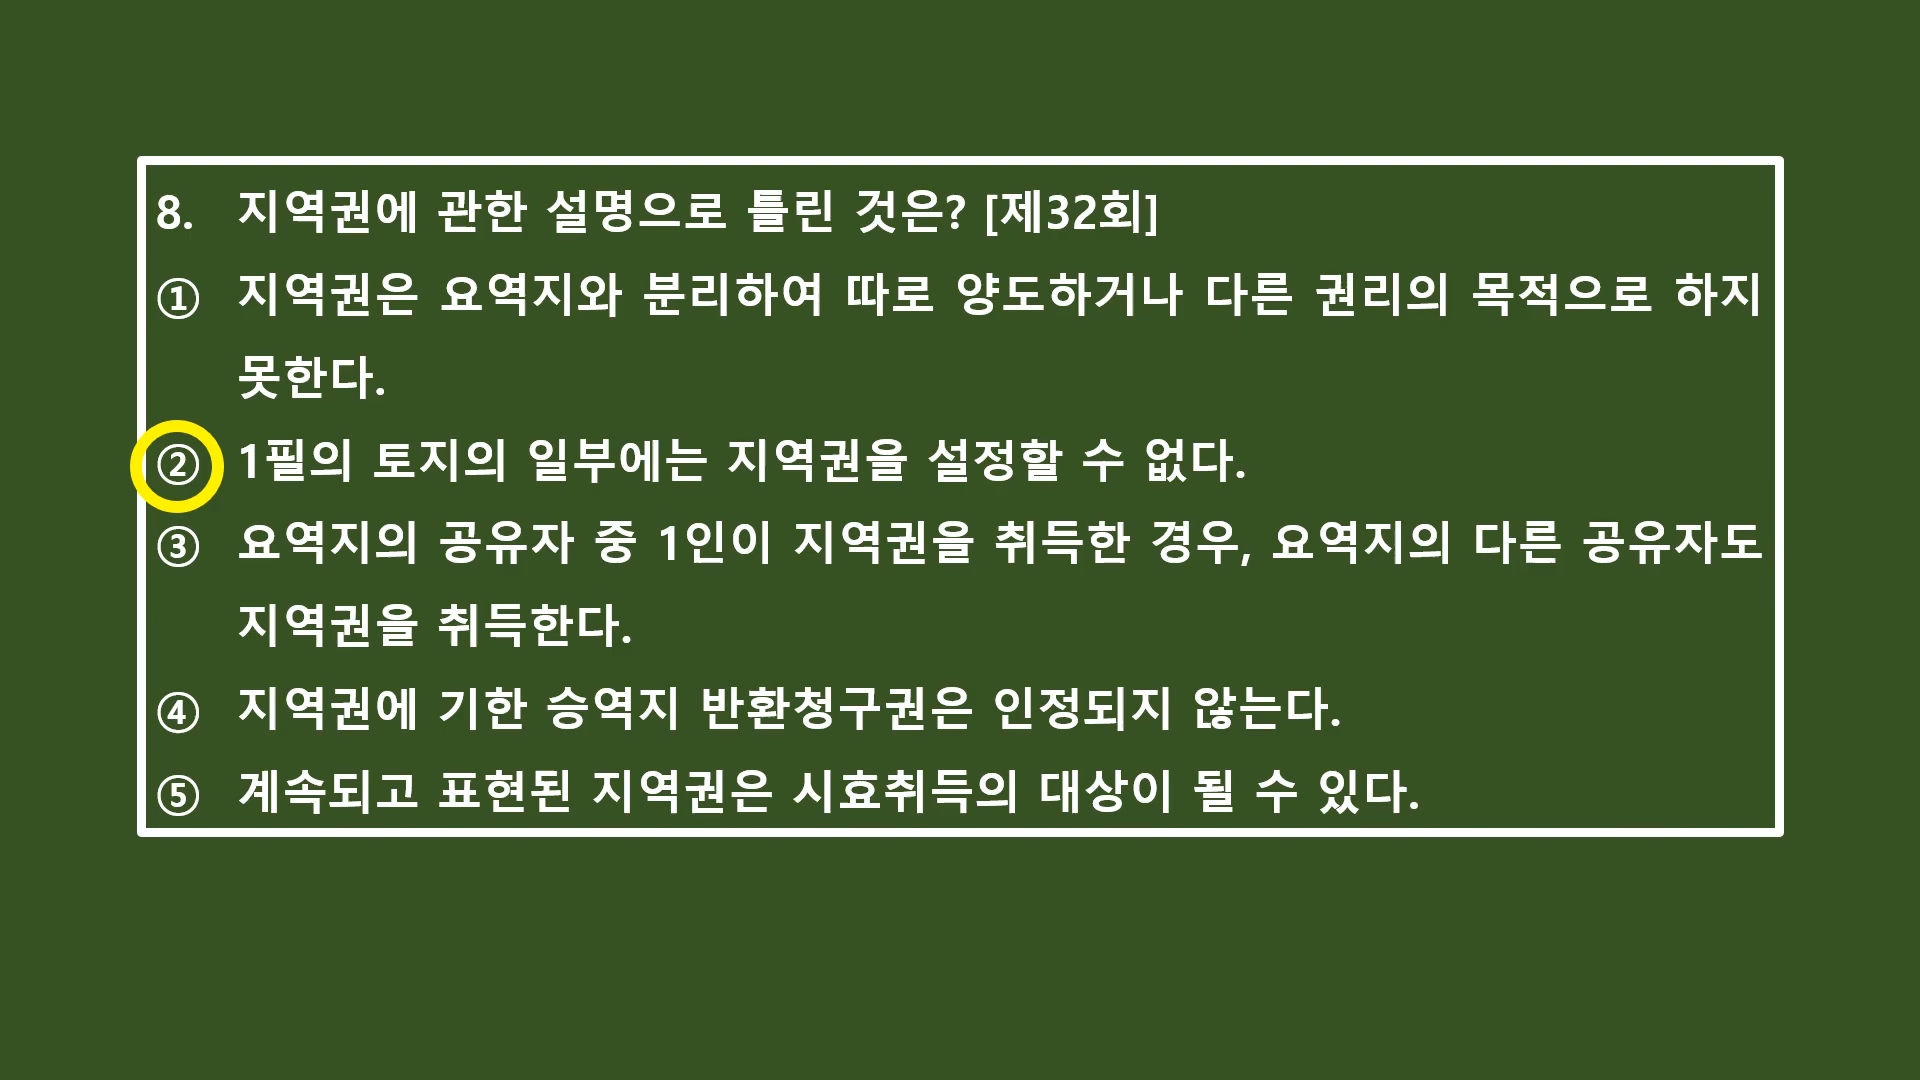 8. 지역권에 관한 설명으로 틀린 것은? [제32회]
① 지역권은 요역지와 분리하여 따로 양도하거나 다른 권리의 목적으로 하지
못한다.
② 1필의 토지의 일부에는 지역권을 설정할 수 없다.
③ 요역지의 공유자 중 1인이 지역권을 취득한 경우, 요역지의 다른 공유자도
지역권을 취득한다.
④ 지역권에 기한 승역지 반환청구권은 인정되지 않는다.
⑤ 계속되고 표현된 지역권은 시효취득의 대상이 될 수 있다.